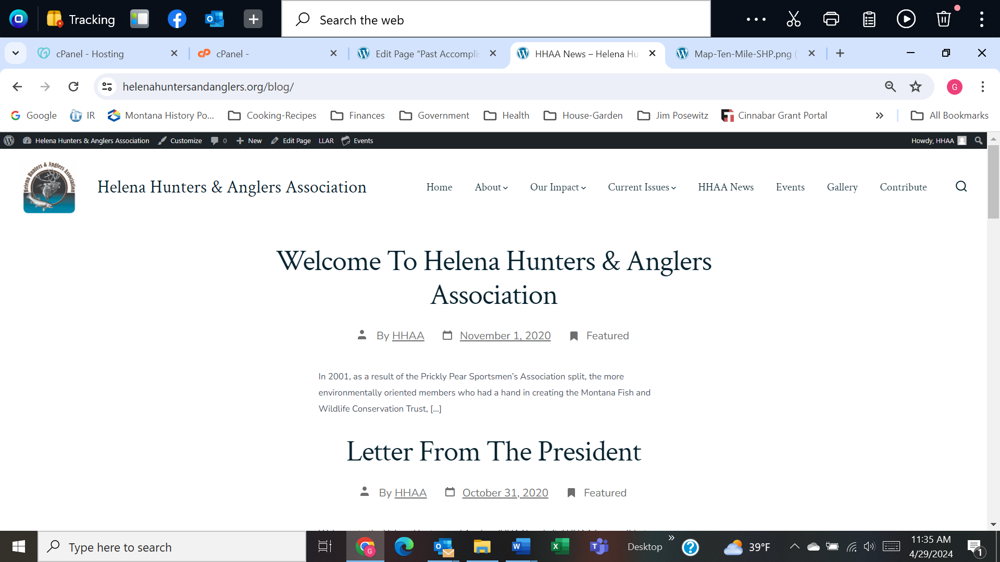 Tracking
Search the web
cPanel - Hosting
cPanel -
Edit Page “Past Accomplis
HHAA News – Helena Hu
Map-Ten-Mile-SHP.png (
helenahuntersandanglers.org/blog/
G
Google
IR
Montana History Po...
Cooking-Recipes
Finances
Government
Health
House-Garden
Jim Posewitz
Cinnabar Grant Portal
All Bookmarks
Helena Hunters & Anglers Association
Customize
0
New
Edit Page
LLAR
Events
Howdy, HHAA
Helena Hunters & Anglers Association
Helena Hunters & Anglers Association
Home
About
Our Impact
Current Issues
HHAA News
Events
Gallery
Contribute
Welcome To Helena Hunters & Anglers
Association
By HHAA
November 1, 2020
Featured
In 2001, as a result of the Prickly Pear Sportsmen’s Association split, the more
environmentally oriented members who had a hand in creating the Montana Fish and
Wildlife Conservation Trust, […]
Letter From The President
By HHAA
October 31, 2020
Featured
Type here to search
Desktop
39°F
11:35 AM
4/29/2024
1